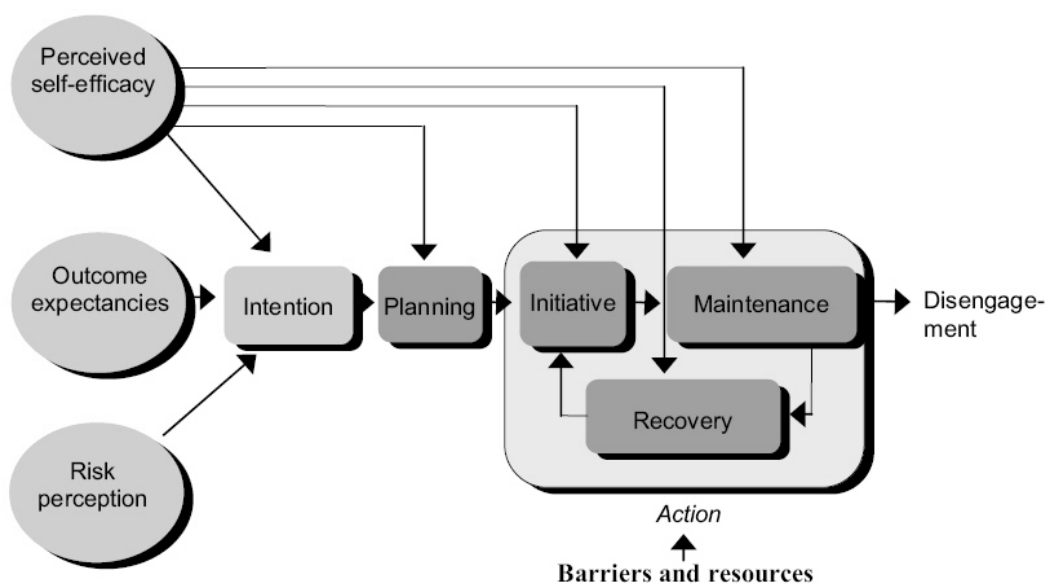 Perceived
self-efficacy
Outcome
expectancies
Risk
perception
Intention
Planning
Initiative
Maintenance
Recovery
Disengage-
ment
Action
Barriers and resources